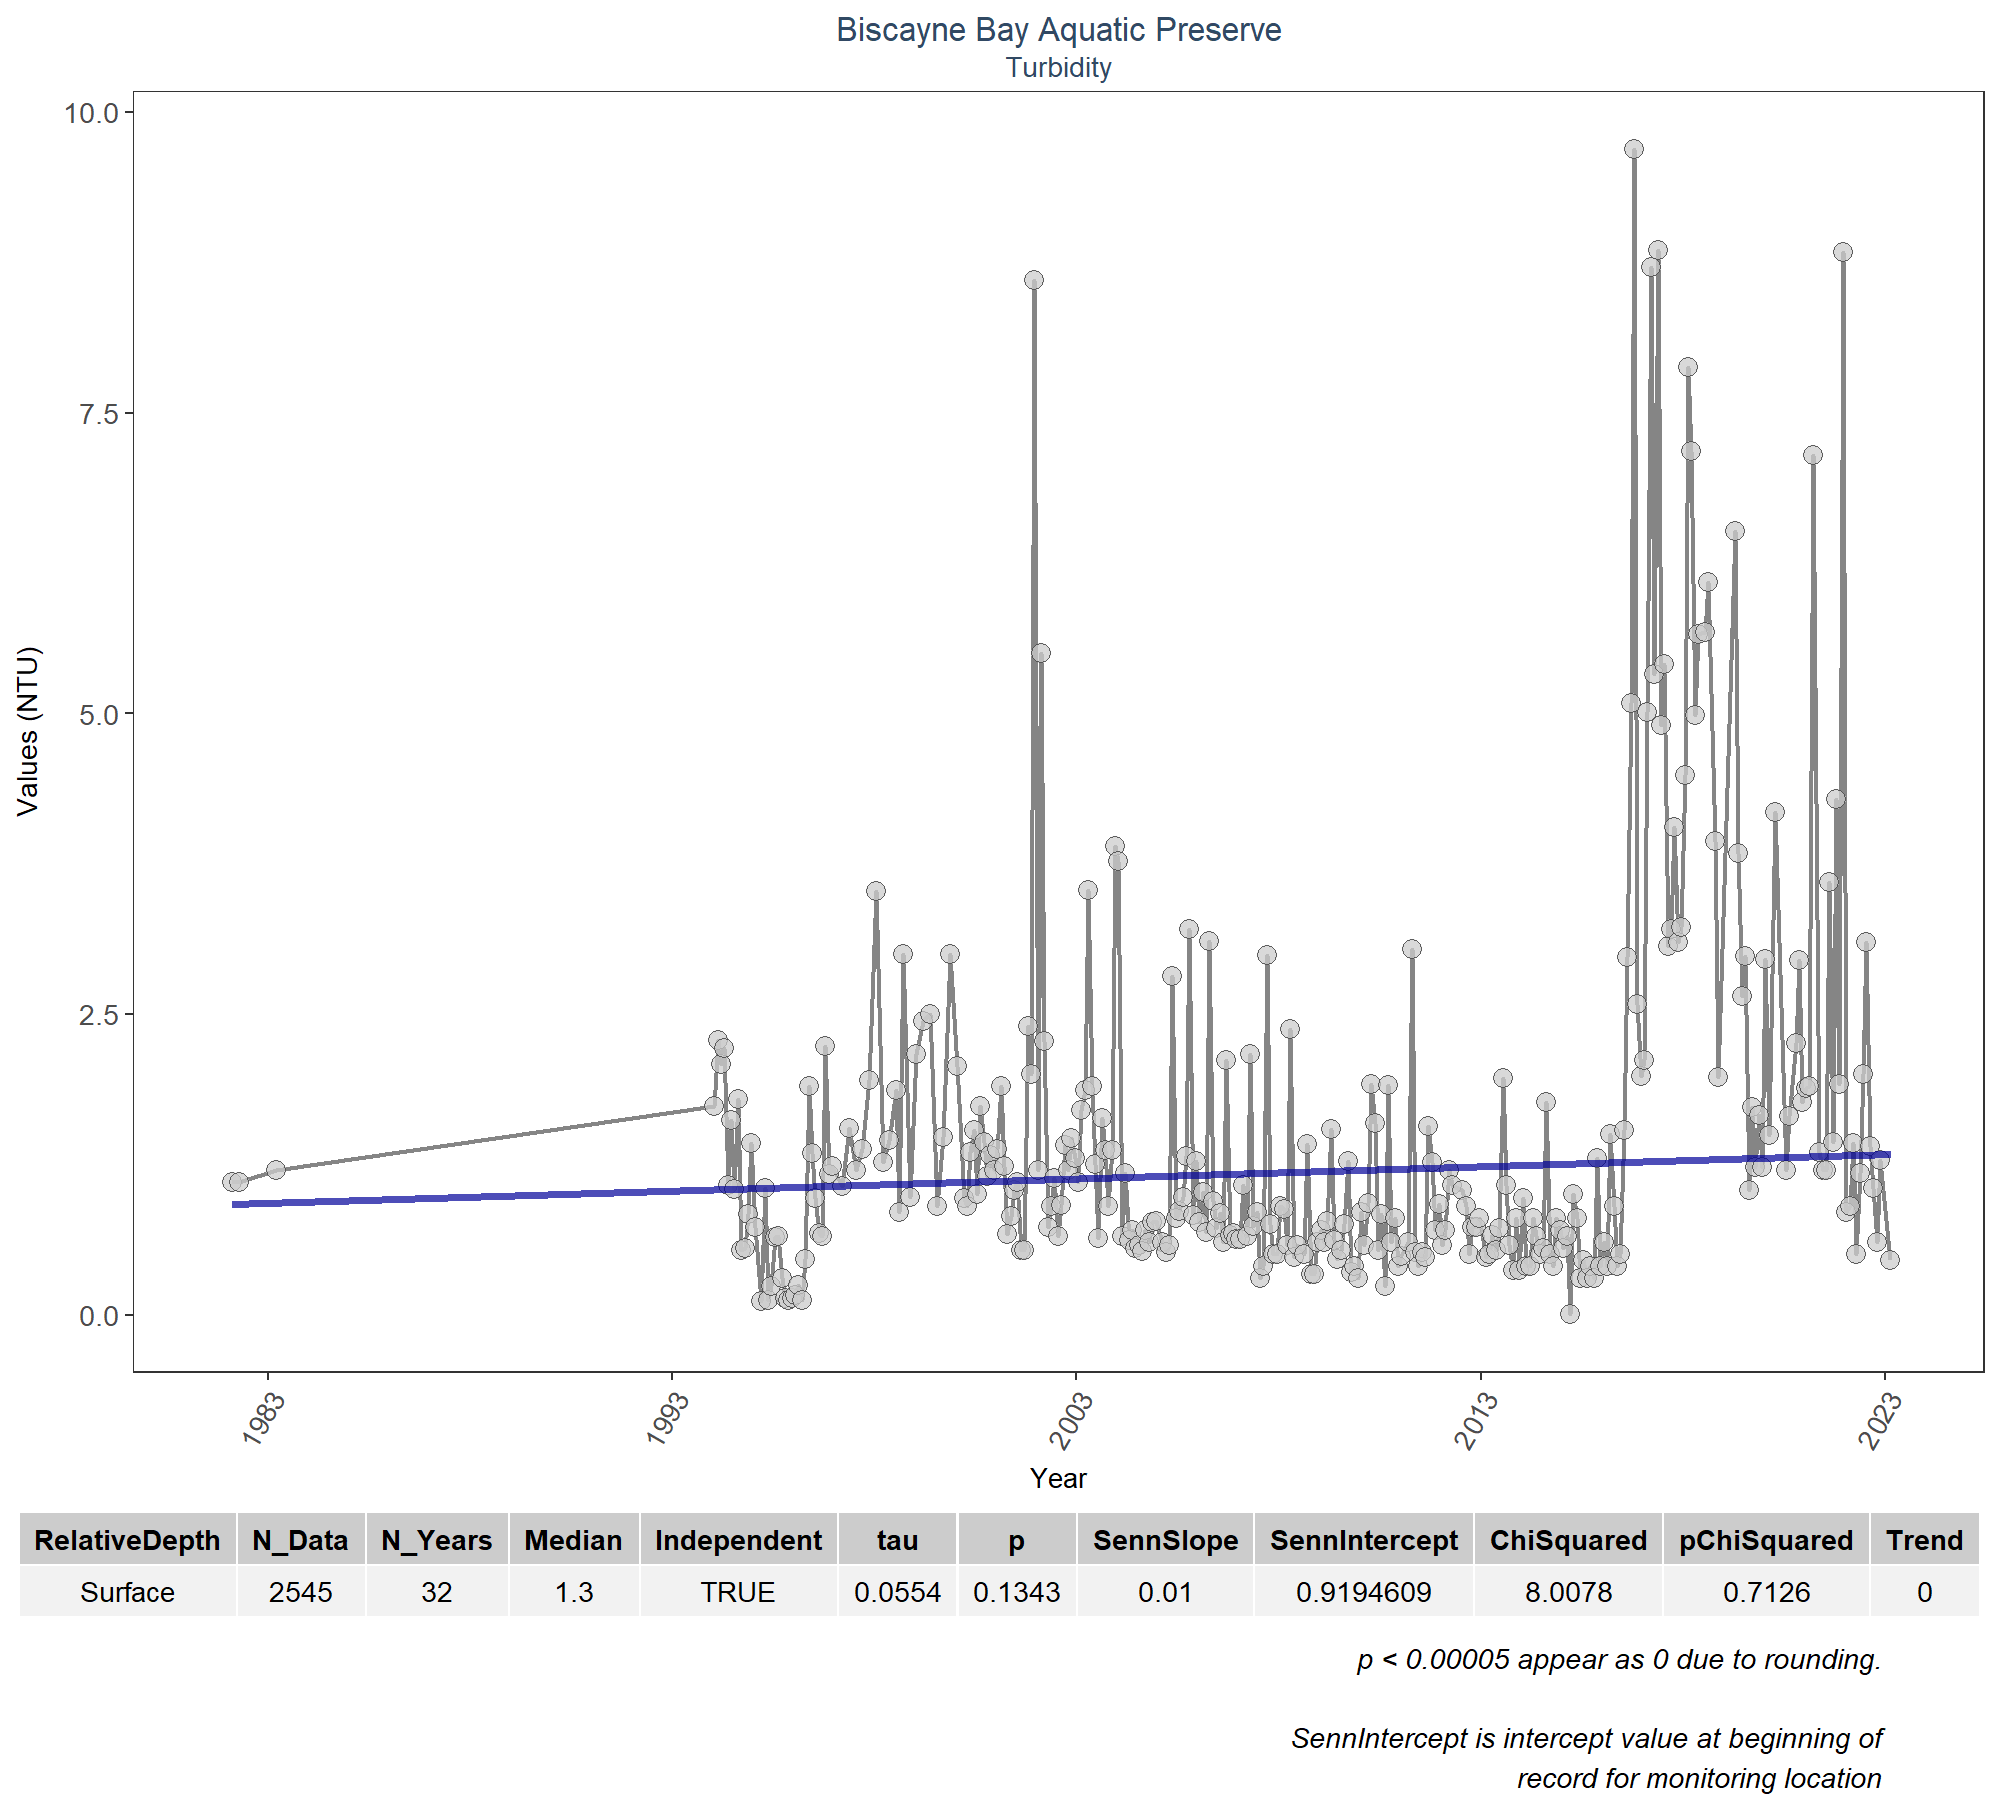 Biscayne Bay Aquatic Preserve
Turbidity
10.0
7.5
5.0
2.5
0.0
Values (NTU)
1983 1993 2003 2013 2023
Year
RelativeDepth N_Data N_Years Median Independent tau p SennSlope SennIntercept ChiSquared pChiSquared Trend
Surface 2545 32 1.3 TRUE 0.0554 0.1343 0.01 0.9194609 8.0078 0.7126 0
p < 0.00005 appear as 0 due to rounding.
SennIntercept is intercept value at beginning of
record for monitoring location